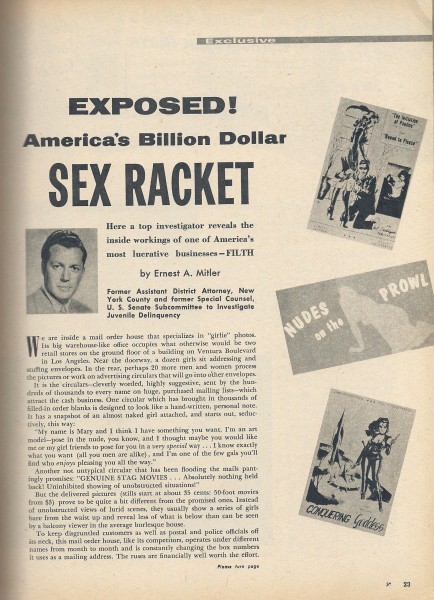 Exclusive
EXPOSED!
America's Billion Dollar
SEX RACKET
Here a top investigator reveals the
inside workings of one of America's
most lucrative businesses—FILTH
by Ernest A. Mitler
Former Assistant District Attorney, New
York County and former Special Counsel,
U. S. Senate Subcommittee to Investigate
Juvenile Delinquency
We are inside a mail order house that specializes in "girlie" photos.
Its big warehouse-like office occupies what otherwise would be two
retail stores on the ground floor of a building on Ventura Boulevard
in Los Angeles. Near the doorway, a dozen girls sit addressing and
stuffing envelopes. In the rear, perhaps 20 more men and women process
the pictures or work on advertising circulars that will go into other envelopes.
It is the circulars—cleverly worded, highly suggestive, sent by the hun-
dreds of thousands to every name on huge, purchased mailing lists—which
attract the cash business. One circular which has brought in thousands of
filled-in order blanks is designed to look like a hand-written, personal note.
It has a snapshot of an almost naked girl attached, and starts out, seduc-
tively, this way:
"My name is Mary and I think I have something you want. I'm an art
model—pose in the nude, you know, and I thought maybe you would like
me or my girl friends to pose for you in a very special way . . . I know exactly
what you want (all you men are alike), and I'm one of the few gals you'll
find who enjoys pleasing you all the way."
Another not untypical circular that has been flooding the mails pant-
ingly promises: "GENUINE STAG MOVIES . . . Absolutely nothing held
back! Uninhibited showing of unobstructed situations!"
But the delivered pictures (stills start at about 35 cents; 50-foot movies
from $3) prove to be quite a bit different from the promised ones. Instead
of unobstructed views of lurid scenes, they usually show a series of girls
bare from the waist up and reveal less of what is below than can be seen
by a balcony viewer in the average burlesque house.
To keep disgruntled customers as well as postal and police officials off
its neck, this mail order house, like its competitors, operates under different
names from month to month and is constantly changing the box numbers
it uses as a mailing address. The ruses are financially well worth the effort.
Please turn page
23
"Bound to Please"
NUDES
on the
PROWL
CONQUERING Goddess